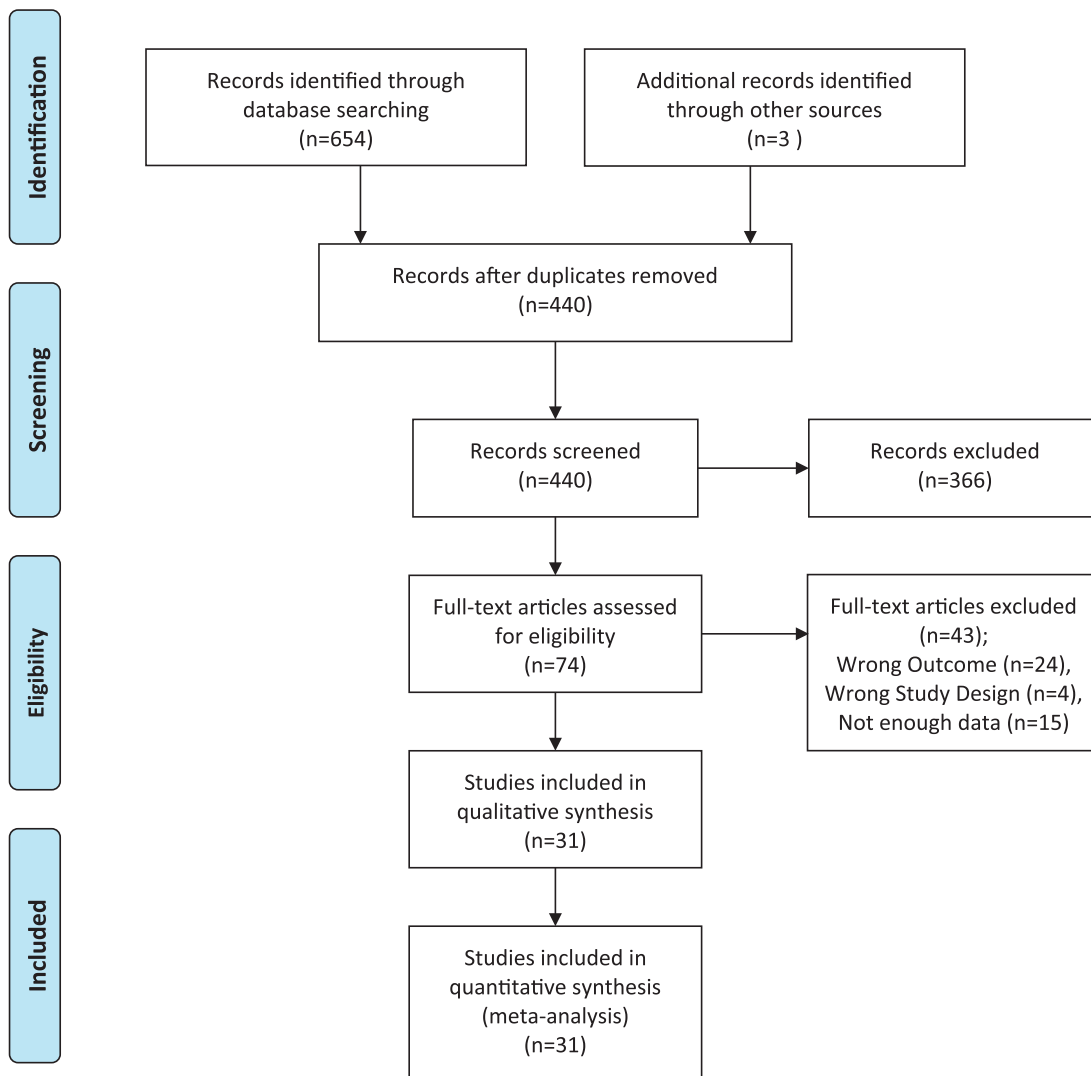 Identification
Records identified through
database searching
(n=654)
Additional records identified
through other sources
(n=3 )
Records after duplicates removed
(n=440)
Screening
Records screened
(n=440)
Records excluded
(n=366)
Eligibility
Full-text articles assessed
for eligibility
(n=74)
Full-text articles excluded
(n=43);
Wrong Outcome (n=24),
Wrong Study Design (n=4),
Not enough data (n=15)
Studies included in
qualitative synthesis
(n=31)
Included
Studies included in
quantitative synthesis
(meta-analysis)
(n=31)